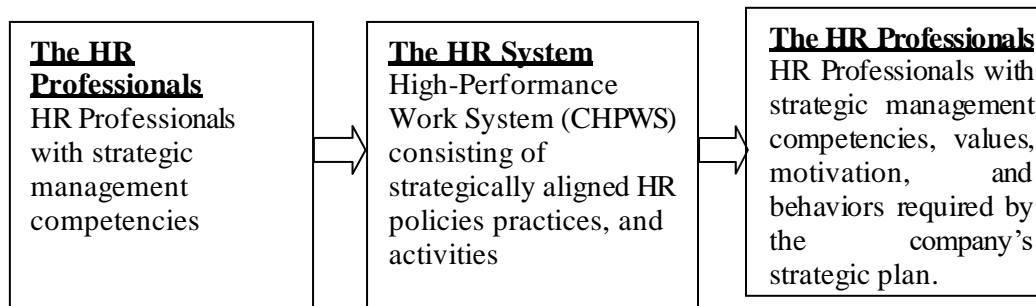 The HR
Professionals
HR Professionals
with strategic
management
competencies
The HR System
High-Performance
Work System (CHPWS)
consisting of
strategically aligned HR
policies practices, and
activities
The HR Professionals
HR Professionals with
strategic management
competencies, values,
motivation, and
behaviors required by
the company's
strategic plan.